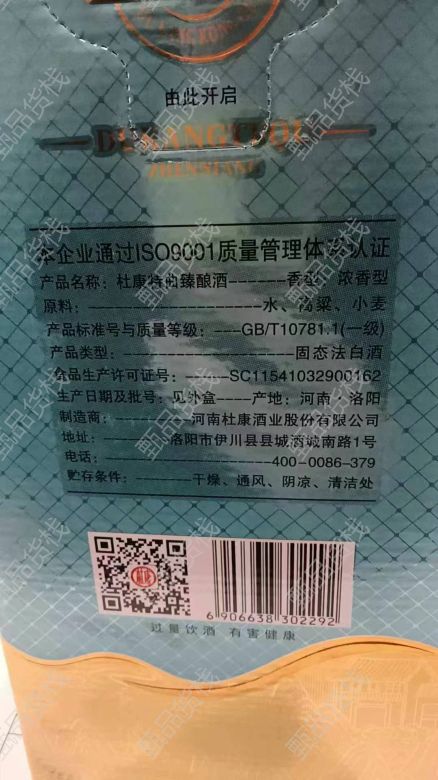 由此开启
DUKANGTEQU
ZHENNIANG
本企业通过ISO9001质量管理体系认证
产品名称：杜康特曲臻酿酒------香型：浓香型
原料：------水、高粱、小麦
产品标准号与质量等级：---GB/T10781.1(一级)
产品类型：------固态法白酒
食品生产许可证号：---SC11541032900162
生产日期及批号：见外盒----产地：河南·洛阳
制造商：------河南杜康酒业股份有限公司
地址：------洛阳市伊川县县城酒城南路1号
电话：------400-0086-379
贮存条件：------干燥、通风、阴凉、清洁处
6 906638 302292
过量饮酒 有害健康
甄品货栈